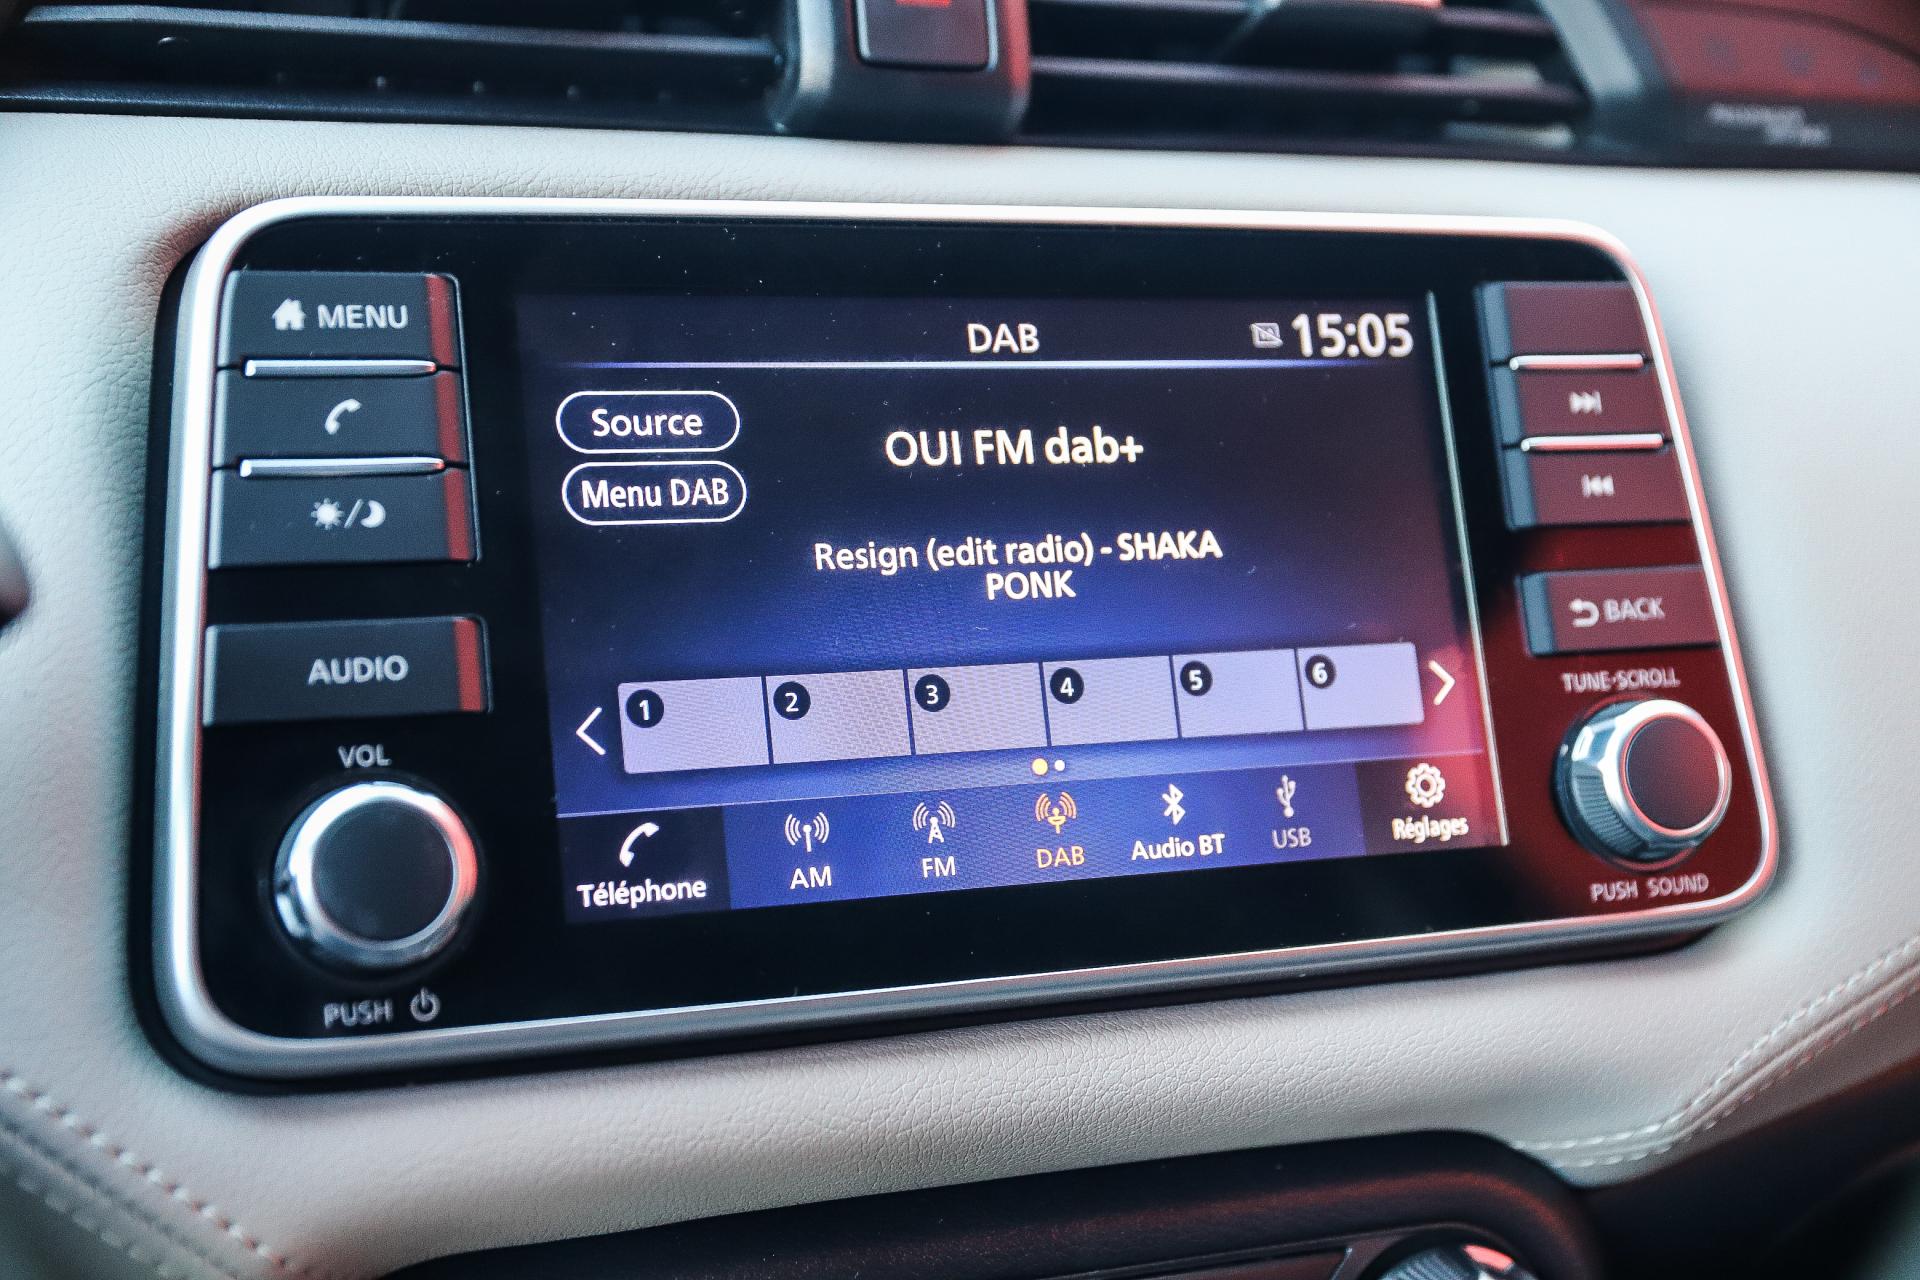 MENU
AUDIO
VOL
PUSH
DAB
15:05
Source
Menu DAB
OUI FM dab+
Resign (edit radio) - SHAKA
PONK
1 2 3 4 5 6
Téléphone AM FM DAB Audio BT USB Réglages
BACK
TUNE·SCROLL
PUSH SOUND